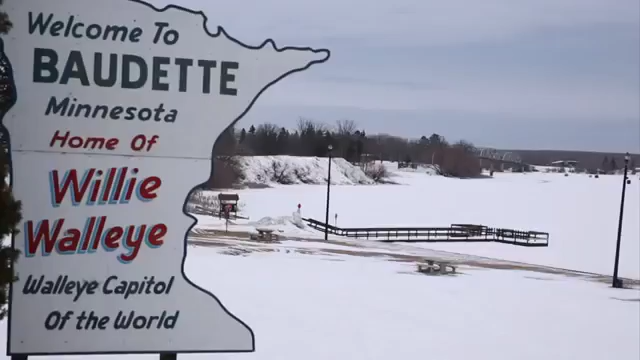 Welcome To
BAUDETTE
Minnesota
Home Of
Willie
Walleye
Walleye Capitol
Of the World